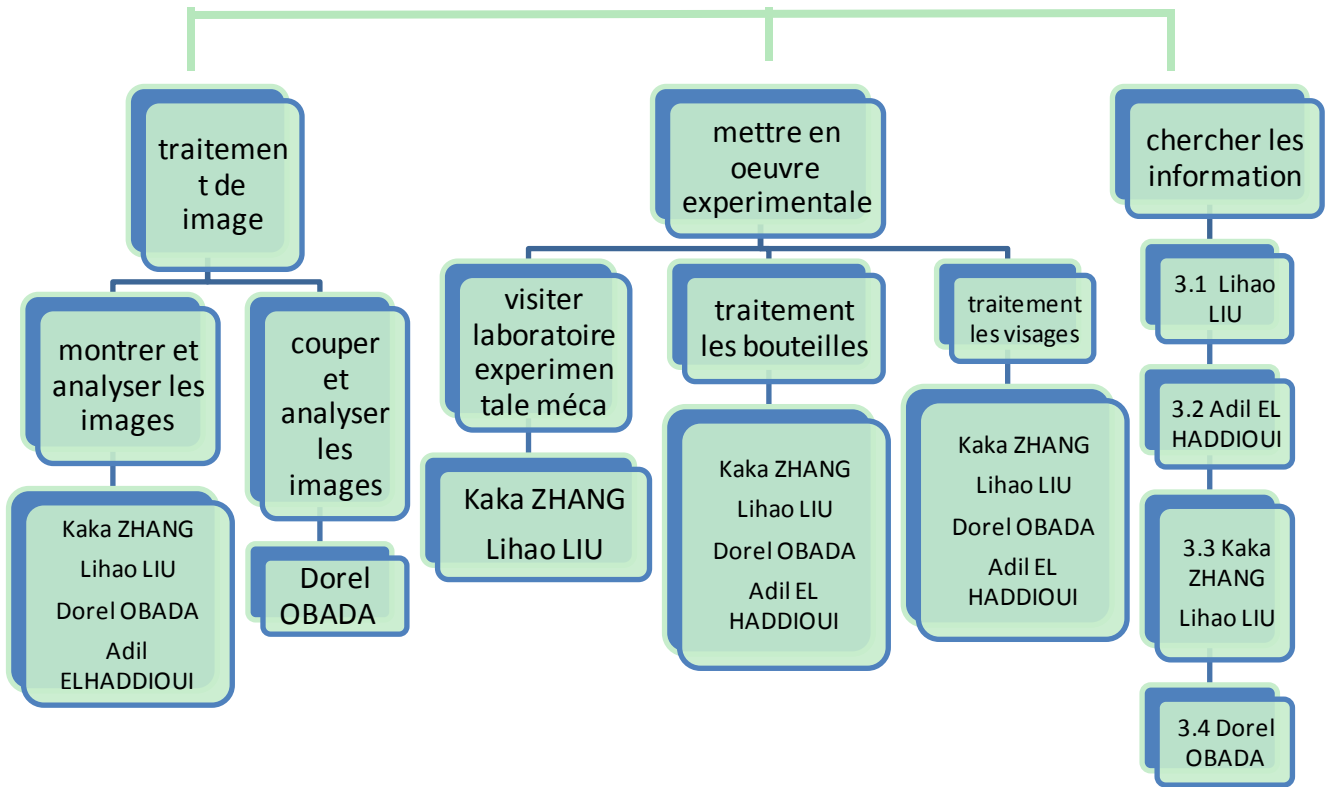 traitemen
t de
image
montrer et
analyser les
images
Kaka ZHANG
Lihao LIU
Dorel OBADA
Adil
ELHADDIOUI
couper
et
analyser
les
images
Dorel
OBADA
mettre en
oeuvre
experimentale
visiter
laboratoire
experimen
tale méca
Kaka ZHANG
Lihao LIU
traitement
les bouteilles
Kaka ZHANG
Lihao LIU
Dorel OBADA
Adil EL
HADDIOUI
traitement
les visages
Kaka ZHANG
Lihao LIU
Dorel OBADA
Adil EL
HADDIOUI
chercher les
information
3.1 Lihao
LIU
3.2 Adil EL
HADDIOUI
3.3 Kaka
ZHANG
Lihao LIU
3.4 Dorel
OBADA